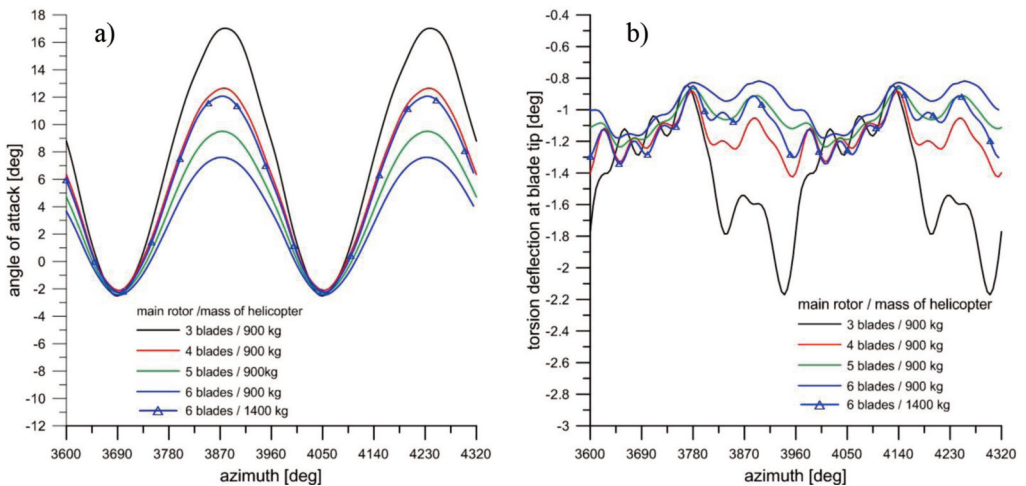 a)
angle of attack [deg]
18
16
14
12
10
8
6
4
2
0
-2
-4
-6
-8
-10
-12
main rotor /mass of helicopter
3 blades / 900 kg
4 blades / 900 kg
5 blades / 900kg
6 blades / 900 kg
6 blades / 1400 kg
3600 3690 3780 3870 3960 4050 4140 4230 4320
azimuth [deg]
b)
torsion deflection at blade tip [deg]
-0.4
-0.6
-0.8
-1
-1.2
-1.4
-1.6
-1.8
-2
-2.2
-2.4
-2.6
-2.8
-3
main rotor / mass of helicopter
3 blades / 900 kg
4 blades / 900 kg
5 blades / 900 kg
6 blades / 900 kg
6 blades / 1400 kg
3600 3690 3780 3870 3960 4050 4140 4230 4320
azimuth [deg]